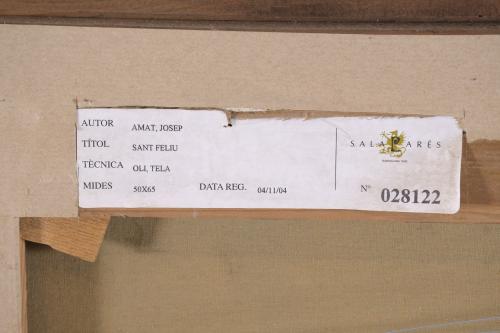 AUTOR AMAT, JOSEP
TÍTOL SANT FELIU
TÈCNICA OLI, TELA
MIDES 50X65 DATA REG. 04/11/04
SALA PARÉS
Nº 028122